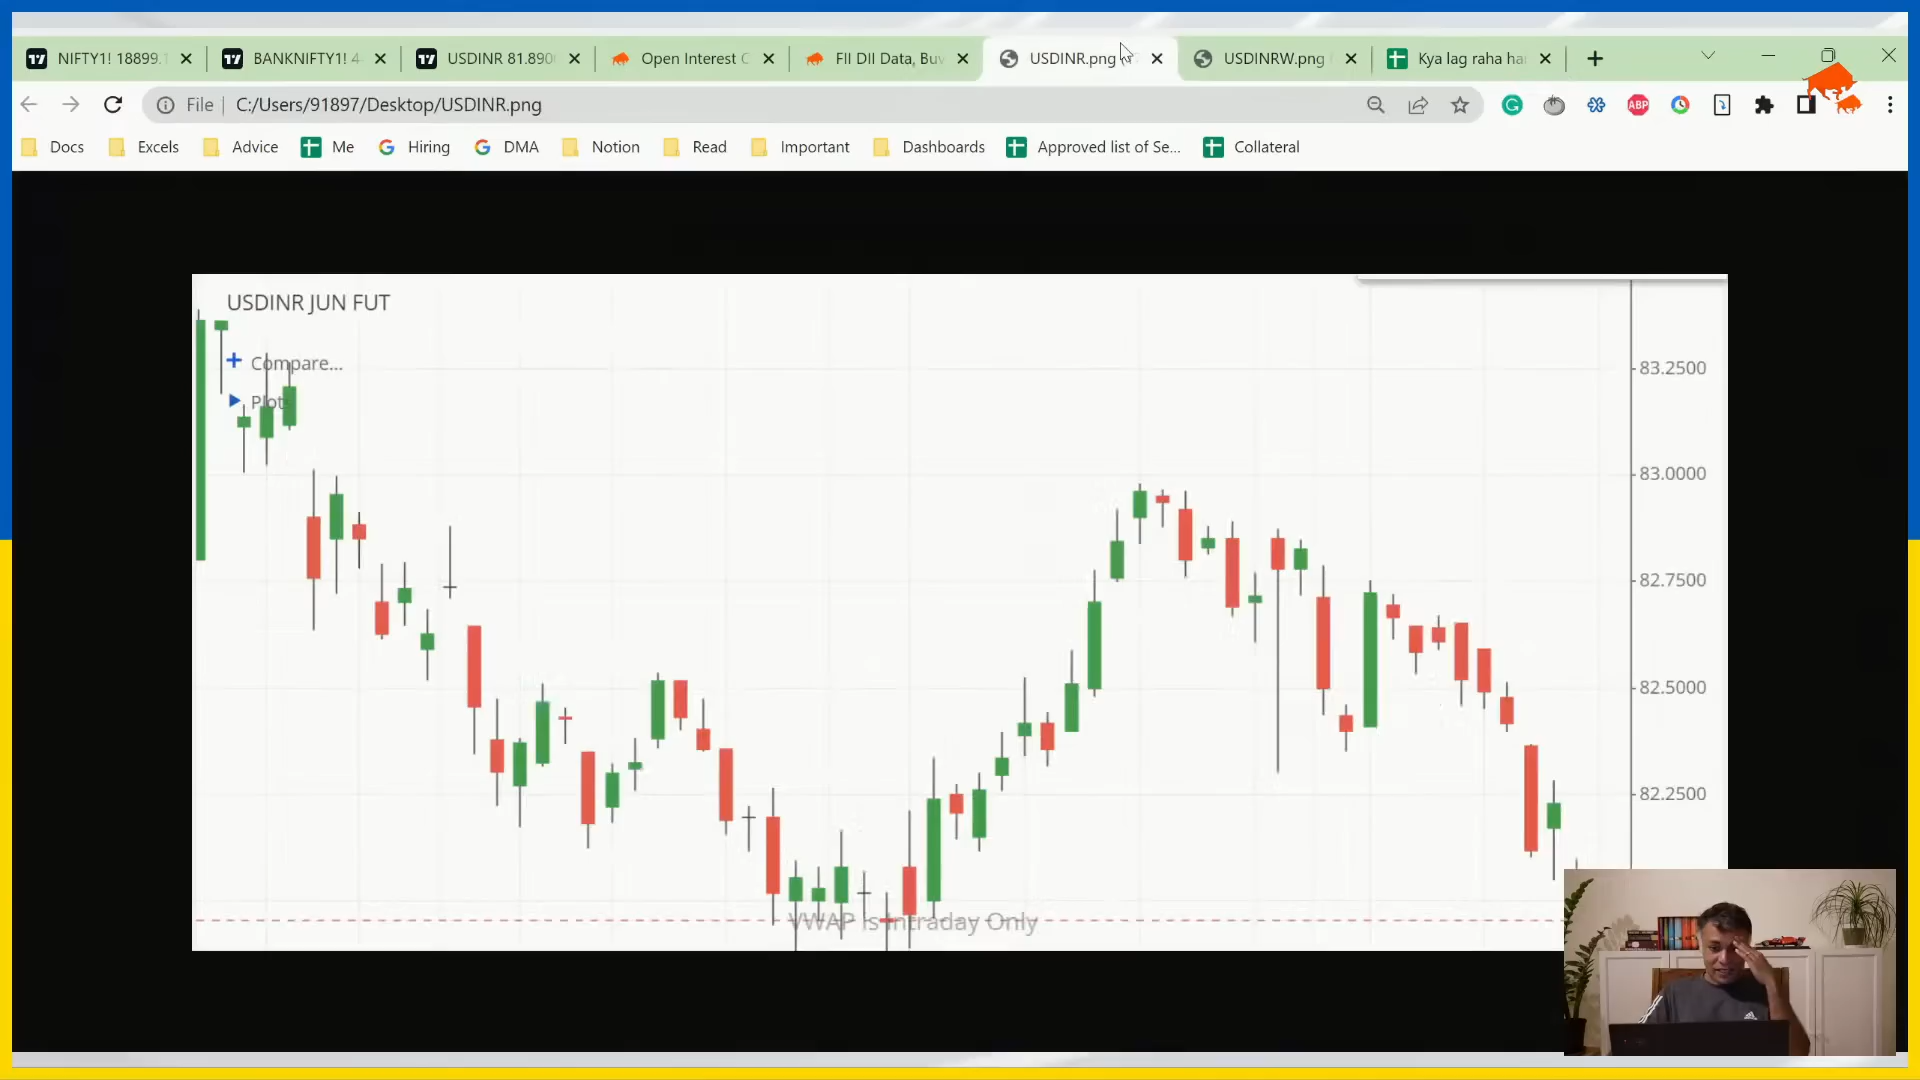 NIFTY1! 18899.
BANKNIFTY1! 4
USDINR 81.890
Open Interest C
FII DII Data, Buy
USDINR.png
USDINRW.png
Kya lag raha hai
File
C:/Users/91897/Desktop/USDINR.png
ABP
Docs
Excels
Advice
Me
Hiring
DMA
Notion
Read
Important
Dashboards
Approved list of Se...
Collateral
USDINR JUN FUT
Compare...
Plots
83.2500
83.0000
82.7500
82.5000
82.2500
VWAP is Intraday Only